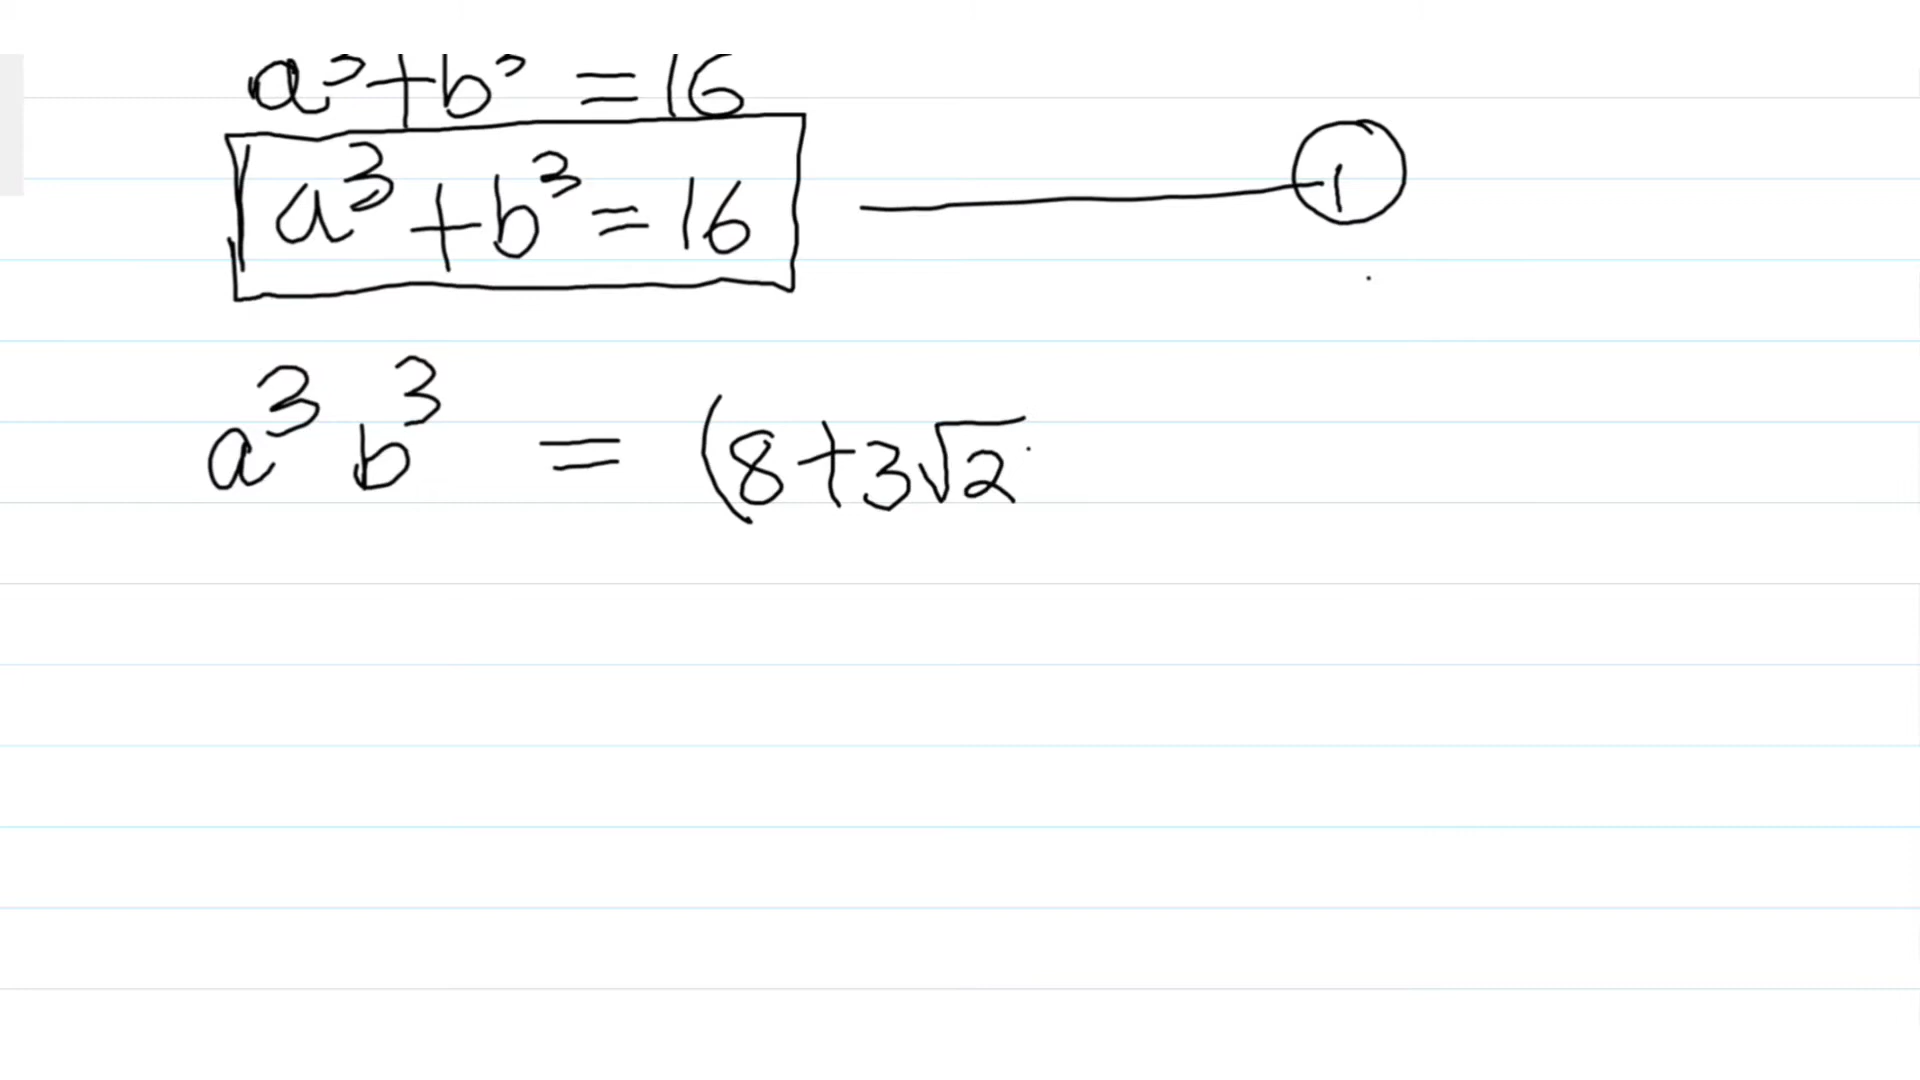 a³+b³ = 16
a³+b³=16 ——— ①
a³ b³ = (8+3√2